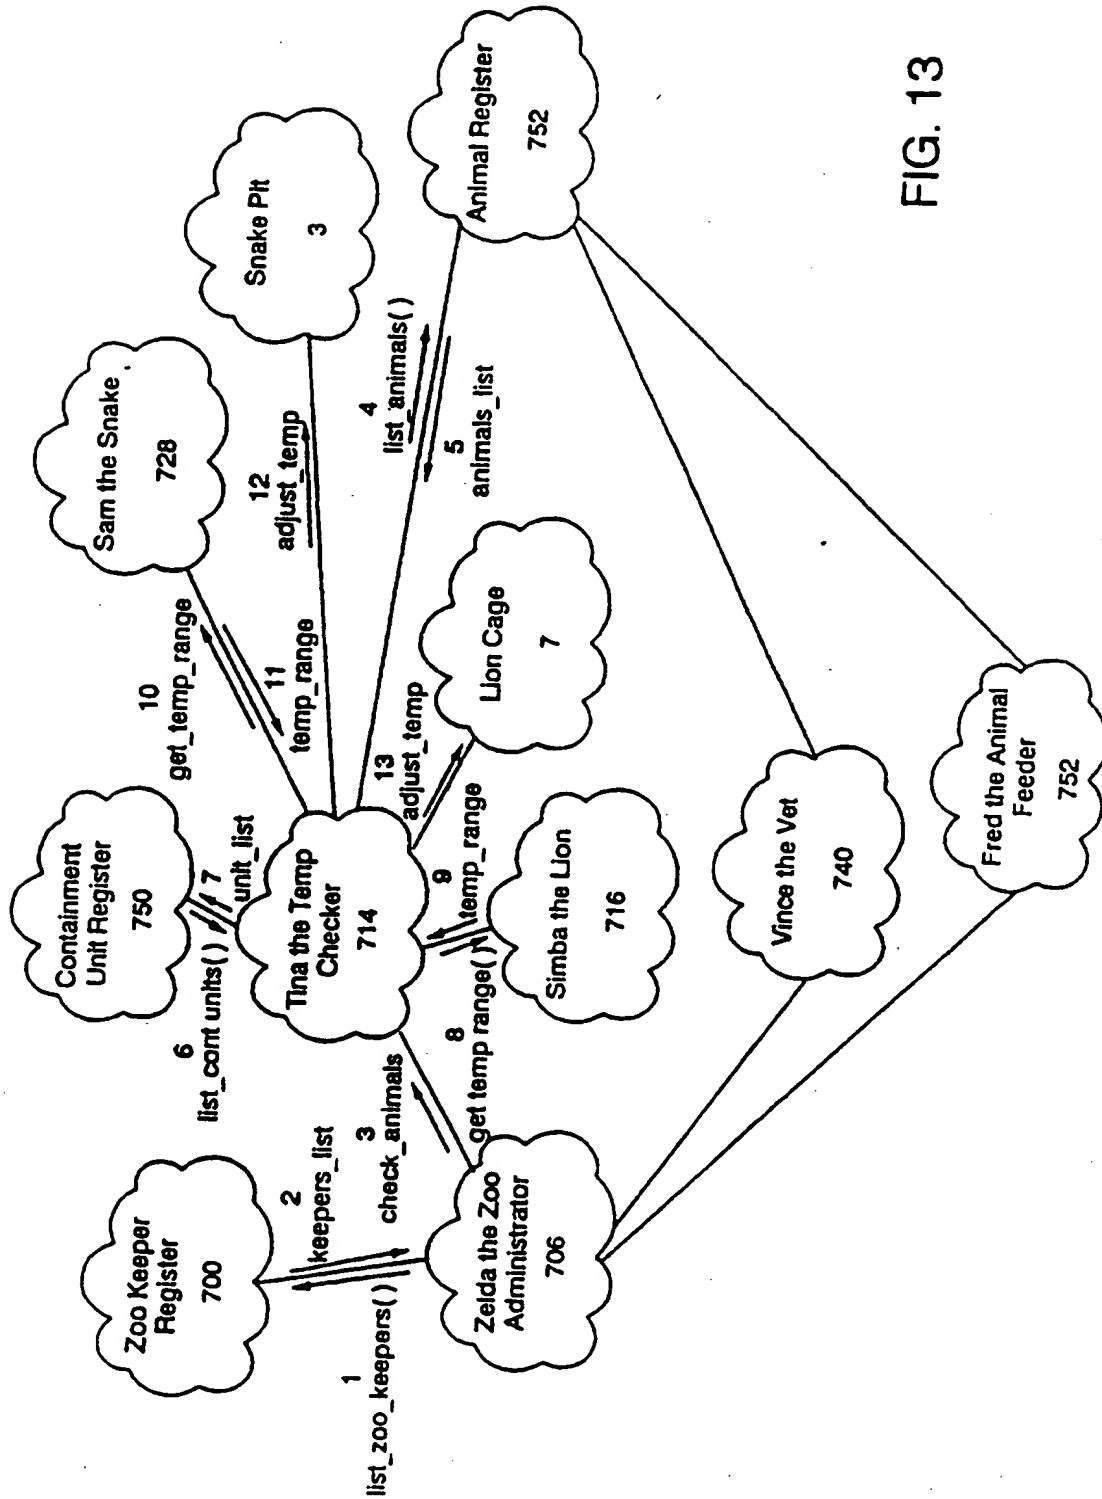 Zoo Keeper
Register
700
1
list_zoo_keepers()
2
keepers_list
Zelda the Zoo
Administrator
706
3
check_animals
Containment
Unit Register
750
6
list_cont units()
7
unit_list
Tina the Temp
Checker
714
8
get temp range()
9
temp_range
Simba the Lion
716
Sam the Snake
728
10
get_temp_range
11
temp_range
12
adjust_temp
Snake Pit
3
13
adjust_temp
Lion Cage
7
4
list_animals()
5
animals_list
Animal Register
752
Vince the Vet
740
Fred the Animal
Feeder
752
FIG. 13